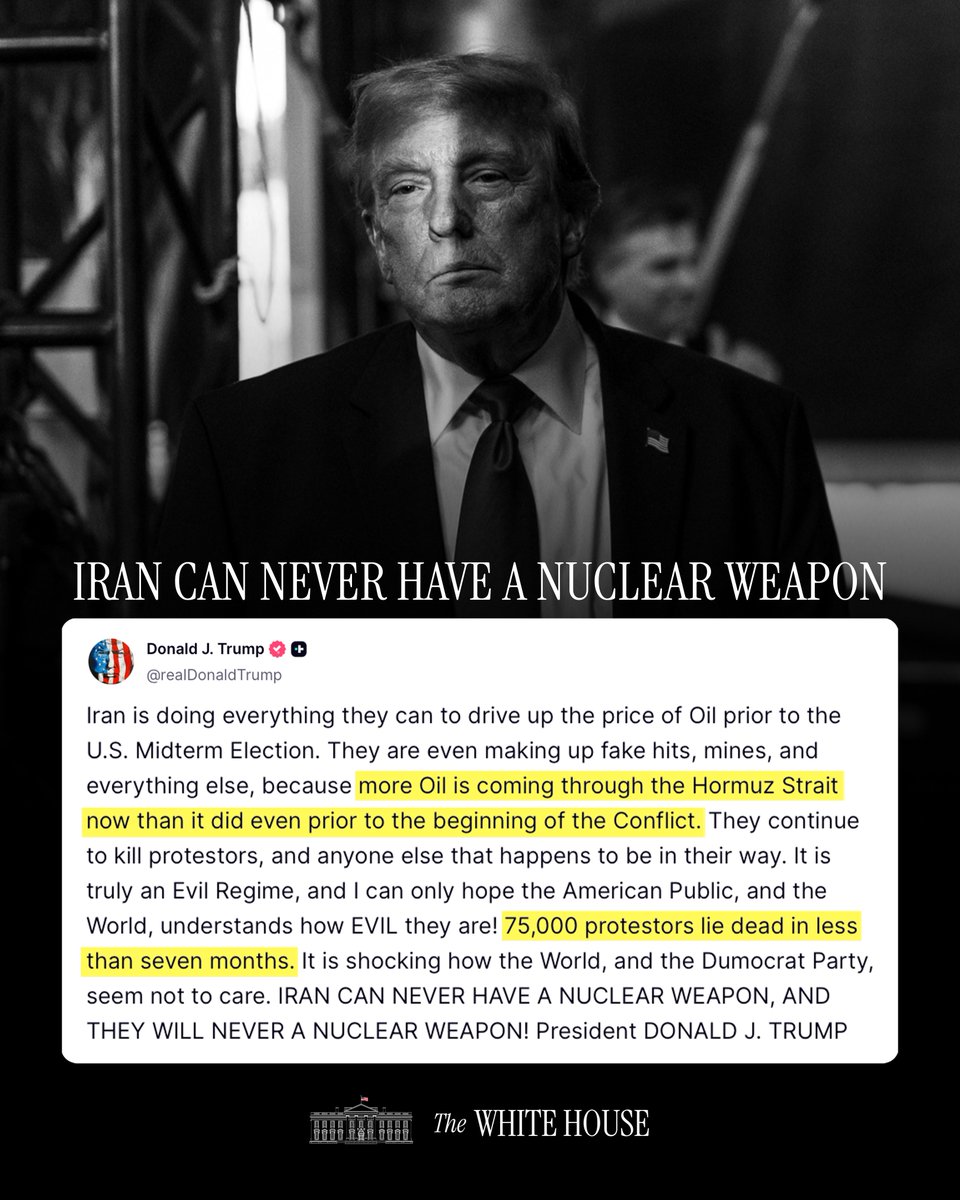 IRAN CAN NEVER HAVE A NUCLEAR WEAPON
Donald J. Trump
@realDonaldTrump
Iran is doing everything they can to drive up the price of Oil prior to the
U.S. Midterm Election. They are even making up fake hits, mines, and
everything else, because more Oil is coming through the Hormuz Strait
now than it did even prior to the beginning of the Conflict. They continue
to kill protestors, and anyone else that happens to be in their way. It is
truly an Evil Regime, and I can only hope the American Public, and the
World, understands how EVIL they are! 75,000 protestors lie dead in less
than seven months. It is shocking how the World, and the Dumocrat Party,
seem not to care. IRAN CAN NEVER HAVE A NUCLEAR WEAPON, AND
THEY WILL NEVER A NUCLEAR WEAPON! President DONALD J. TRUMP
The WHITE HOUSE